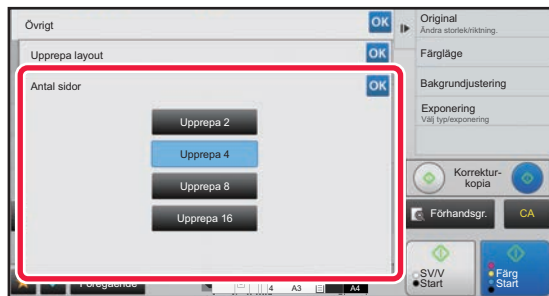 Övrigt
OK
Upprepa layout
OK
Antal sidor
OK
Upprepa 2
Upprepa 4
Upprepa 8
Upprepa 16
Föregående
4
A3
A4
Original
Ändra storlek/riktning.
Färgläge
Bakgrundjustering
Exponering
Välj typ/exponering
Korrektur-
kopia
Förhandsgr.
CA
SV/V
Start
Färg
Start